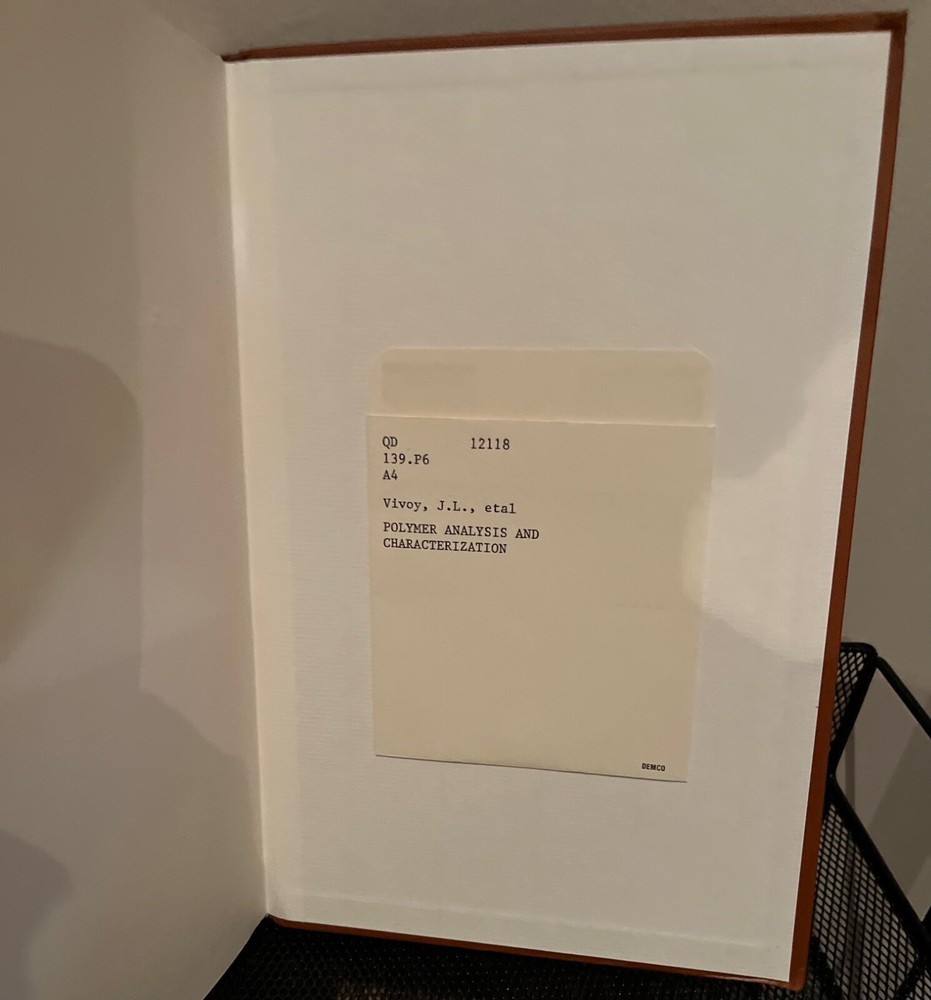 QD 12118
139.P6
A4
Vivoy, J.L., etal
POLYMER ANALYSIS AND
CHARACTERIZATION
DEMCO